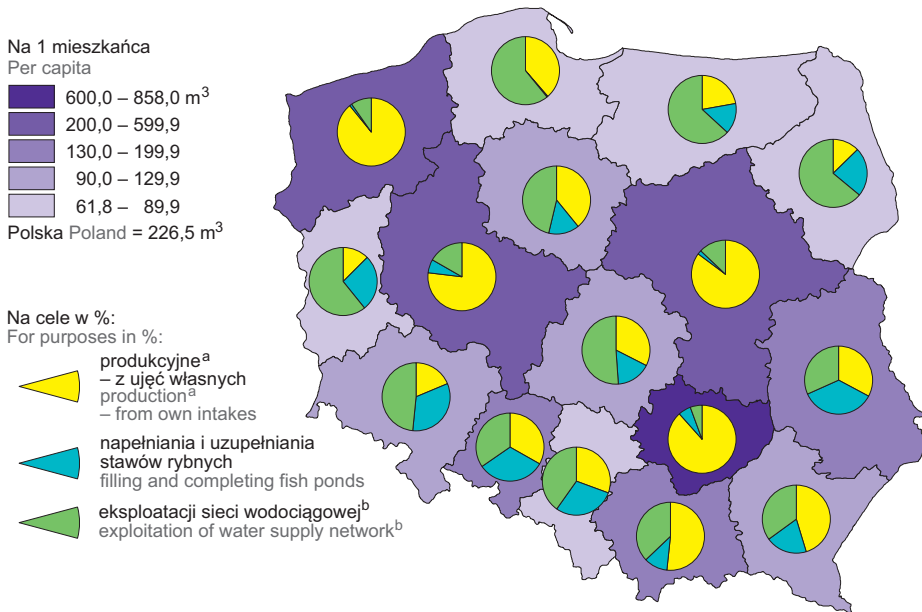 Na 1 mieszkańca
Per capita
600,0 – 858,0 m³
200,0 – 599,9
130,0 – 199,9
90,0 – 129,9
61,8 – 89,9
Polska Poland = 226,5 m³
Na cele w %:
For purposes in %:
produkcyjneᵃ
– z ujęć własnych
productionᵃ
– from own intakes
napełniania i uzupełniania
stawów rybnych
filling and completing fish ponds
eksploatacji sieci wodociągowejᵇ
exploitation of water supply networkᵇ